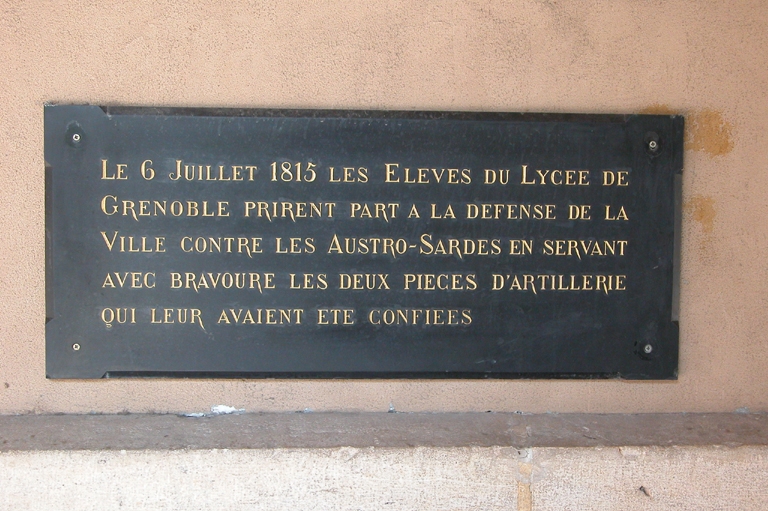 LE 6 JUILLET 1815 LES ELEVES DU LYCEE DE
GRENOBLE PRIRENT PART A LA DEFENSE DE LA
VILLE CONTRE LES AUSTRO-SARDES EN SERVANT
AVEC BRAVOURE LES DEUX PIECES D'ARTILLERIE
QUI LEUR AVAIENT ETE CONFIEES